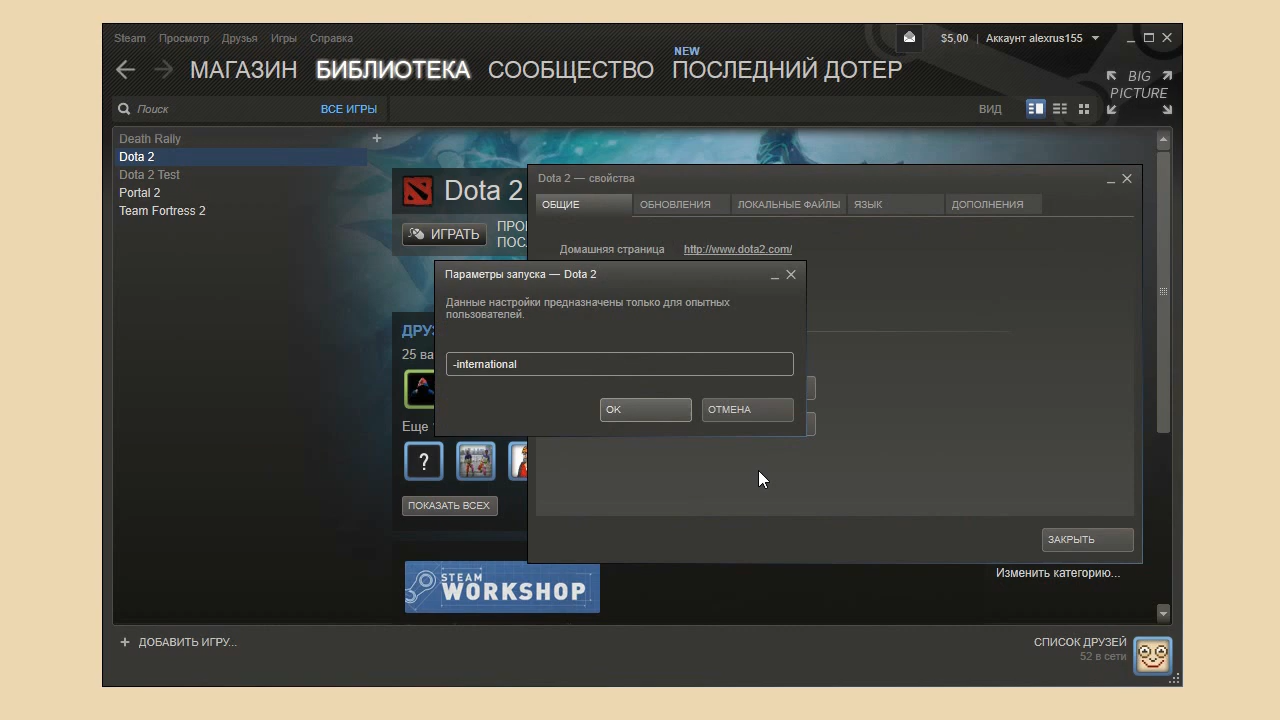 Steam Просмотр Друзья Игры Справка
$5,00 | Аккаунт alexrus155
NEW
МАГАЗИН БИБЛИОТЕКА СООБЩЕСТВО ПОСЛЕДНИЙ ДОТЕР
BIG
PICTURE
Поиск ВСЕ ИГРЫ
ВИД
Death Rally
Dota 2
Dota 2 Test
Portal 2
Team Fortress 2
Dota 2
ИГРАТЬ
ПРО
ПОС
ДРУ
25 ва
Еще
?
ПОКАЗАТЬ ВСЕХ
STEAM
WORKSHOP
Dota 2 — свойства
ОБЩИЕ ОБНОВЛЕНИЯ ЛОКАЛЬНЫЕ ФАЙЛЫ ЯЗЫК ДОПОЛНЕНИЯ
Домашняя страница http://www.dota2.com/
Параметры запуска — Dota 2
Данные настройки предназначены только для опытных
пользователей.
-international
OK ОТМЕНА
ЗАКРЫТЬ
Изменить категорию...
+ ДОБАВИТЬ ИГРУ...
СПИСОК ДРУЗЕЙ
52 в сети